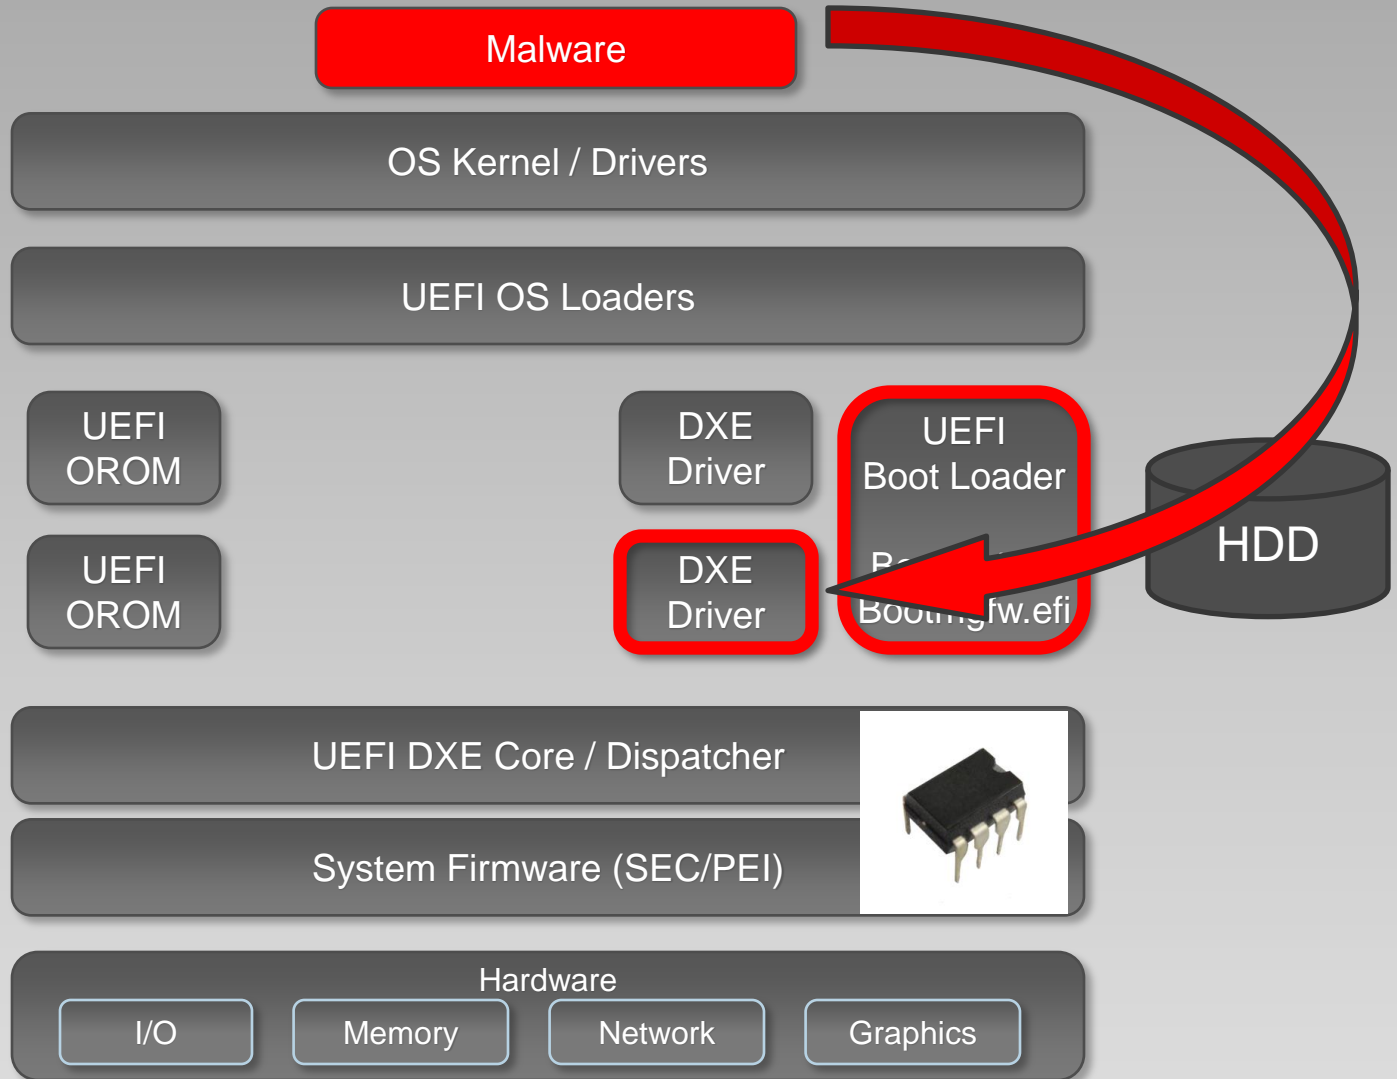 Malware
OS Kernel / Drivers
UEFI OS Loaders
UEFI
OROM
DXE
Driver
UEFI
Boot Loader
UEFI
OROM
DXE
Driver
Bootmgfw.efi
HDD
UEFI DXE Core / Dispatcher
System Firmware (SEC/PEI)
Hardware
I/O
Memory
Network
Graphics